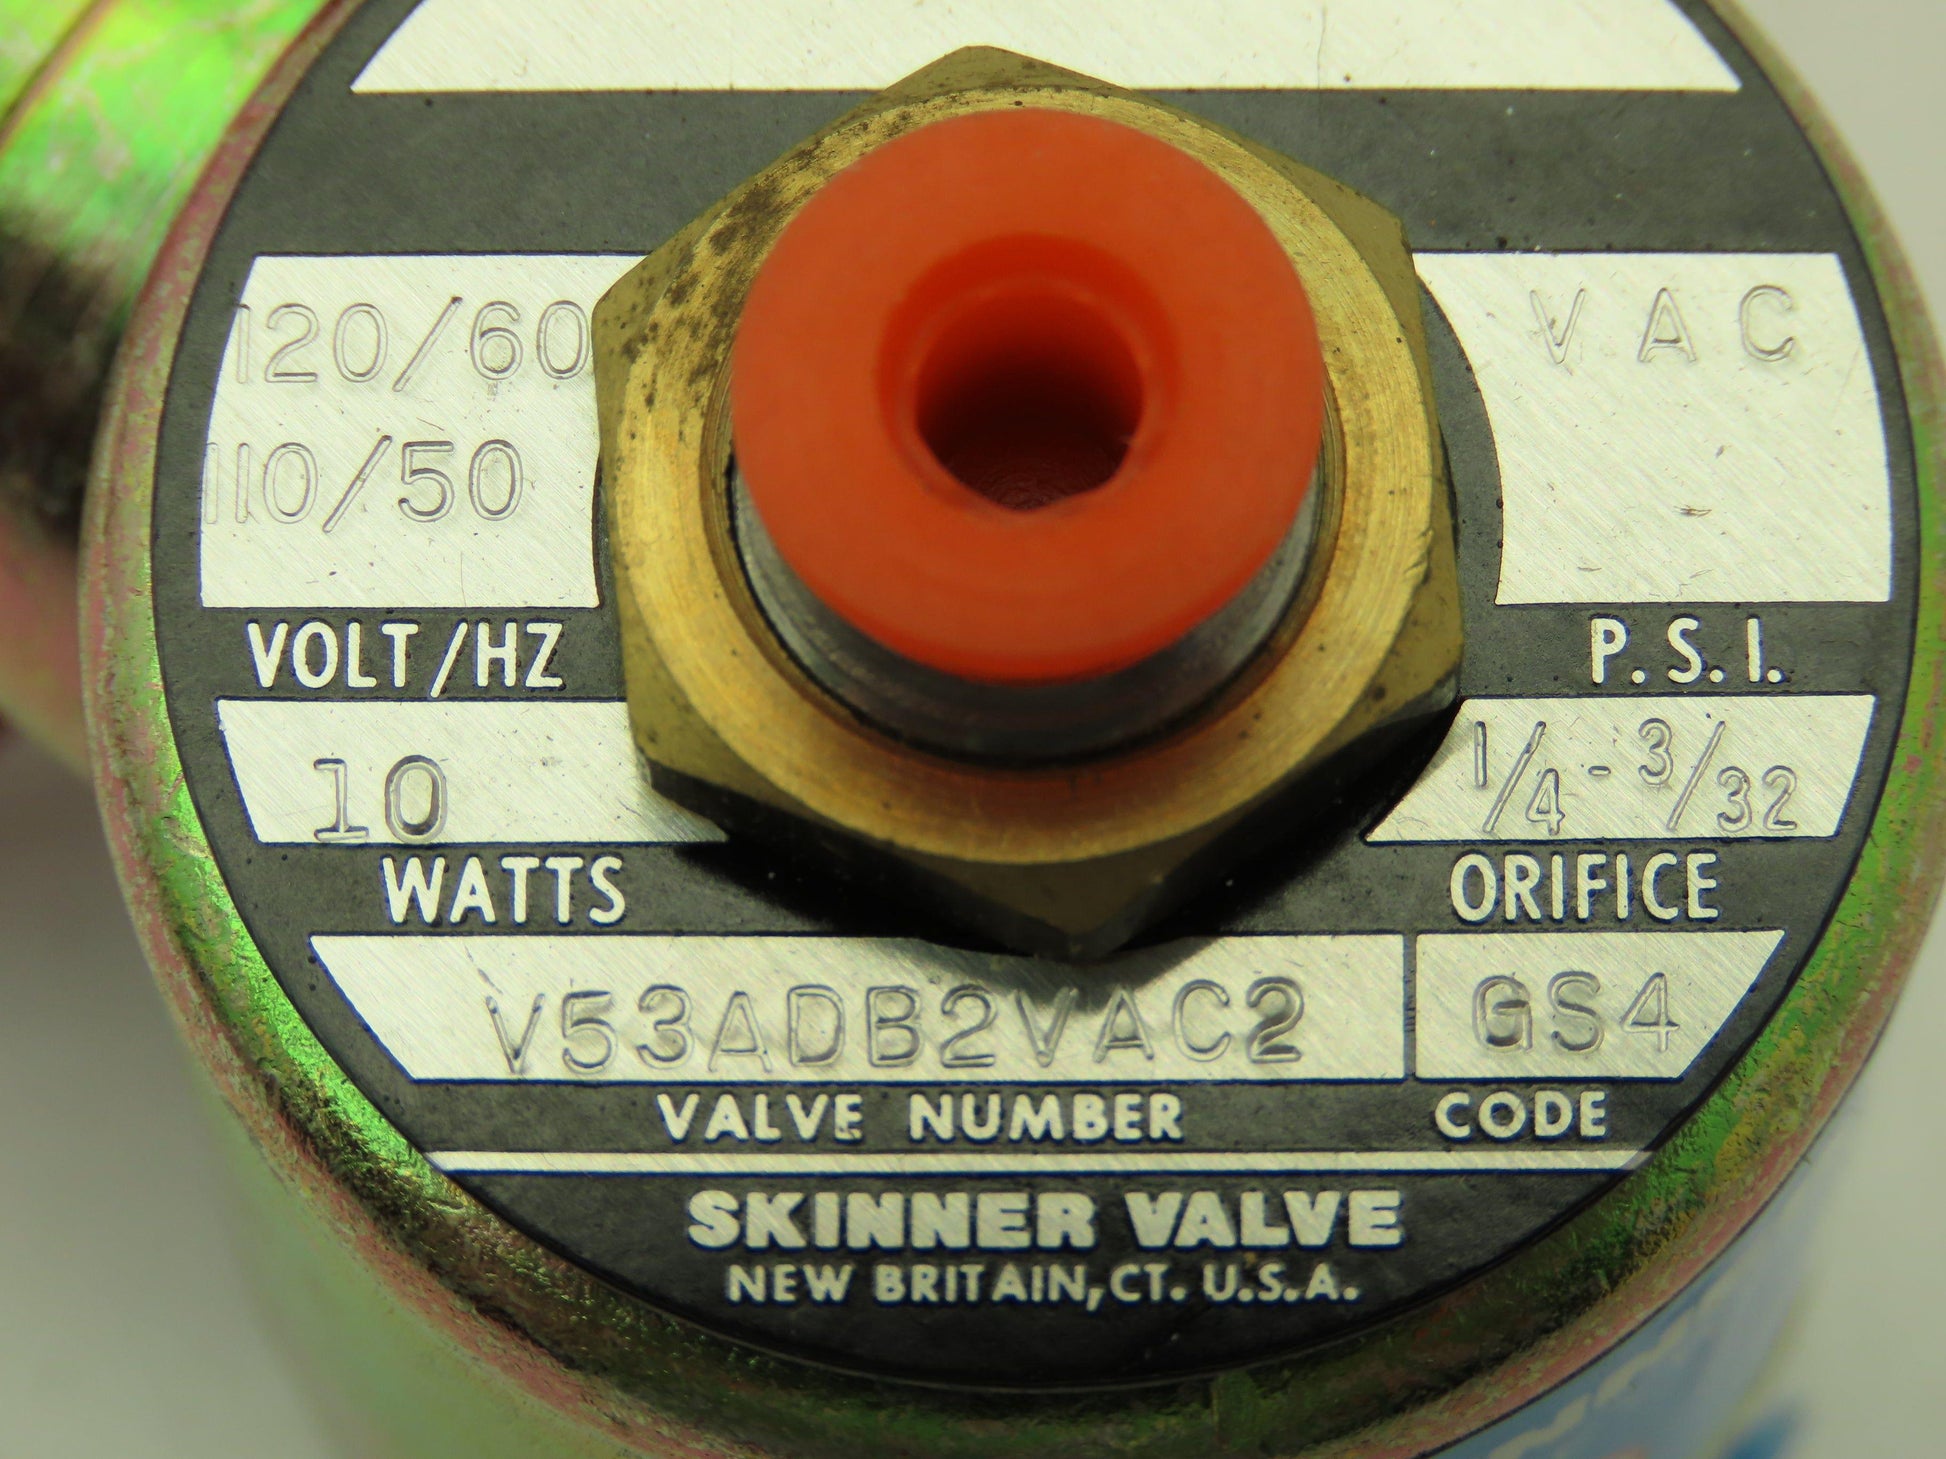 120/60
110/50
VOLT/HZ
VAC
P.S.I.
10
WATTS
1/4-3/32
ORIFICE
V53ADB2VAC2
VALVE NUMBER
GS4
CODE
SKINNER VALVE
NEW BRITAIN, CT. U.S.A.